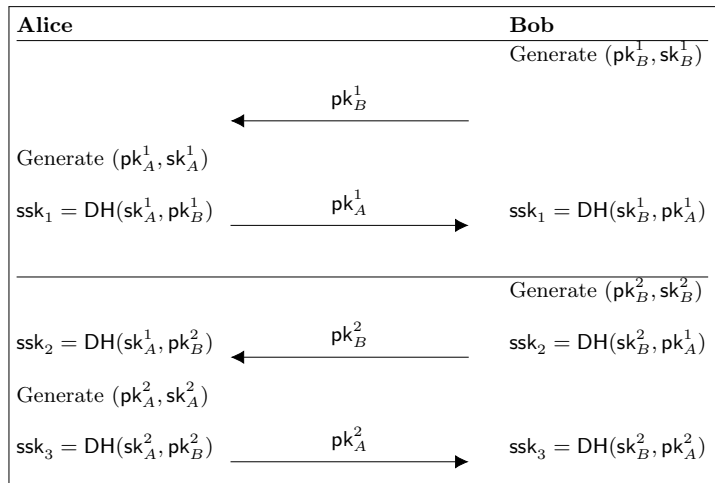 Alice Bob
Generate (pk_B^1, sk_B^1)
pk_B^1
Generate (pk_A^1, sk_A^1)
ssk_1 = DH(sk_A^1, pk_B^1) pk_A^1 ssk_1 = DH(sk_B^1, pk_A^1)
Generate (pk_B^2, sk_B^2)
ssk_2 = DH(sk_A^1, pk_B^2) pk_B^2 ssk_2 = DH(sk_B^2, pk_A^1)
Generate (pk_A^2, sk_A^2)
ssk_3 = DH(sk_A^2, pk_B^2) pk_A^2 ssk_3 = DH(sk_B^2, pk_A^2)